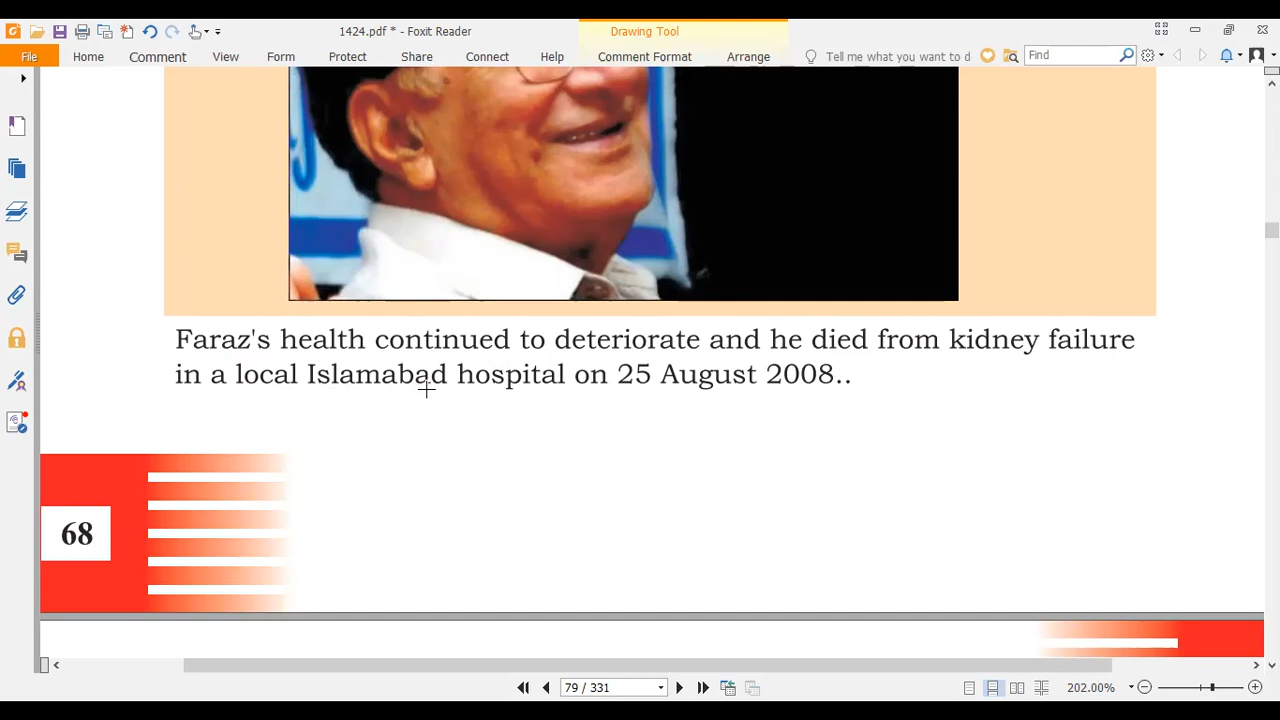 1424.pdf * - Foxit Reader
Drawing Tool
File Home Comment View Form Protect Share Connect Help Comment Format Arrange Tell me what you want to d Find
Faraz's health continued to deteriorate and he died from kidney failure
in a local Islamabad hospital on 25 August 2008..
68
79 / 331
202.00%